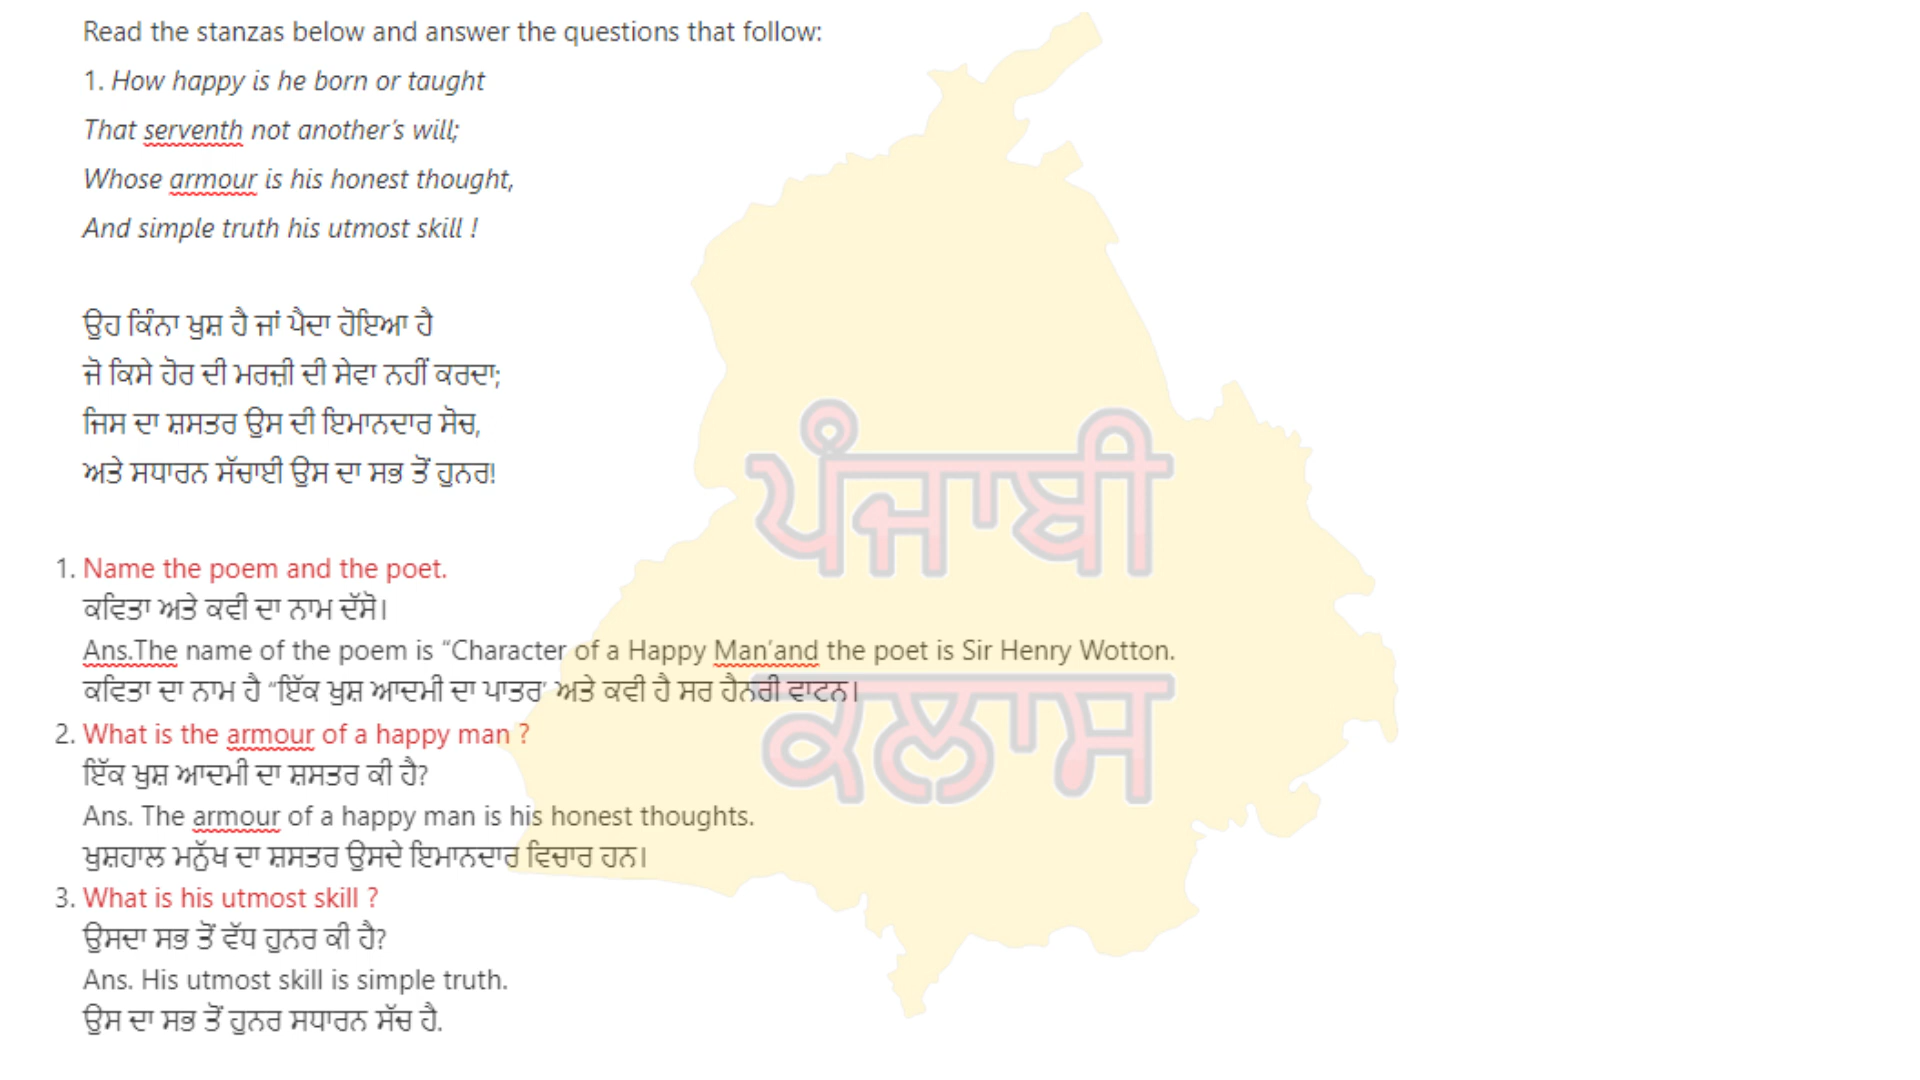 Read the stanzas below and answer the questions that follow:
1. How happy is he born or taught
That serventh not another’s will;
Whose armour is his honest thought,
And simple truth his utmost skill !
ਉਹ ਕਿੰਨਾ ਖੁਸ਼ ਹੈ ਜਾਂ ਪੈਦਾ ਹੋਇਆ ਹੈ
ਜੋ ਕਿਸੇ ਹੋਰ ਦੀ ਮਰਜ਼ੀ ਦੀ ਸੇਵਾ ਨਹੀਂ ਕਰਦਾ;
ਜਿਸ ਦਾ ਸ਼ਸਤਰ ਉਸ ਦੀ ਇਮਾਨਦਾਰ ਸੋਚ,
ਅਤੇ ਸਧਾਰਨ ਸੱਚਾਈ ਉਸ ਦਾ ਸਭ ਤੋਂ ਹੁਨਰ!
ਪੰਜਾਬੀ
ਕਲਾਸ
1. Name the poem and the poet.
ਕਵਿਤਾ ਅਤੇ ਕਵੀ ਦਾ ਨਾਮ ਦੱਸੋ।
Ans.The name of the poem is “Character of a Happy Man’and the poet is Sir Henry Wotton.
ਕਵਿਤਾ ਦਾ ਨਾਮ ਹੈ “ਇੱਕ ਖੁਸ਼ ਆਦਮੀ ਦਾ ਪਾਤਰ’ ਅਤੇ ਕਵੀ ਹੈ ਸਰ ਹੈਨਰੀ ਵਾਟਨ।
2. What is the armour of a happy man ?
ਇੱਕ ਖੁਸ਼ ਆਦਮੀ ਦਾ ਸ਼ਸਤਰ ਕੀ ਹੈ?
Ans. The armour of a happy man is his honest thoughts.
ਖੁਸ਼ਹਾਲ ਮਨੁੱਖ ਦਾ ਸ਼ਸਤਰ ਉਸਦੇ ਇਮਾਨਦਾਰ ਵਿਚਾਰ ਹਨ।
3. What is his utmost skill ?
ਉਸਦਾ ਸਭ ਤੋਂ ਵੱਧ ਹੁਨਰ ਕੀ ਹੈ?
Ans. His utmost skill is simple truth.
ਉਸ ਦਾ ਸਭ ਤੋਂ ਹੁਨਰ ਸਧਾਰਨ ਸੱਚ ਹੈ.